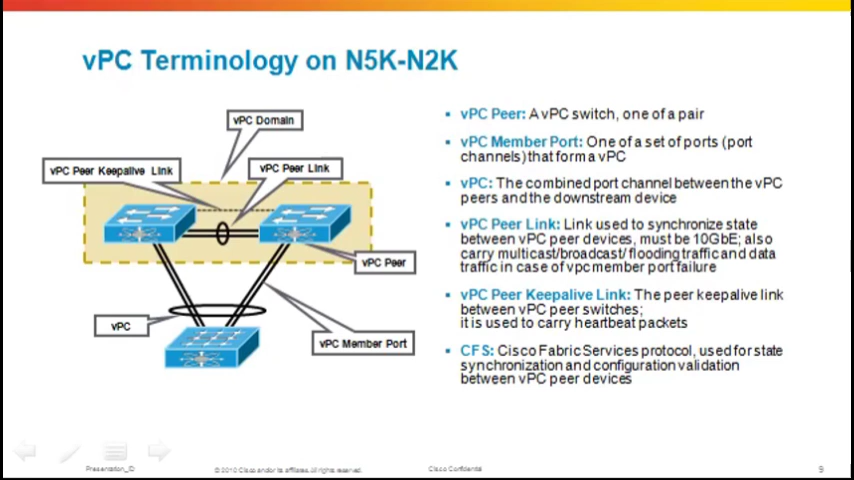 vPC Terminology on N5K-N2K
vPC Domain
vPC Peer Keepalive Link
vPC Peer Link
vPC Peer
vPC
vPC Member Port
▪ vPC Peer: A vPC switch, one of a pair
▪ vPC Member Port: One of a set of ports (port
channels) that form a vPC
▪ vPC: The combined port channel between the vPC
peers and the downstream device
▪ vPC Peer Link: Link used to synchronize state
between vPC peer devices, must be 10GbE; also
carry multicast/broadcast/ flooding traffic and data
traffic in case of vpc member port failure
▪ vPC Peer Keepalive Link: The peer keepalive link
between vPC peer switches;
it is used to carry heartbeat packets
▪ CFS: Cisco Fabric Services protocol, used for state
synchronization and configuration validation
between vPC peer devices
Presentation_ID
© 2010 Cisco and/or its affiliates. All rights reserved.
Cisco Confidential
9